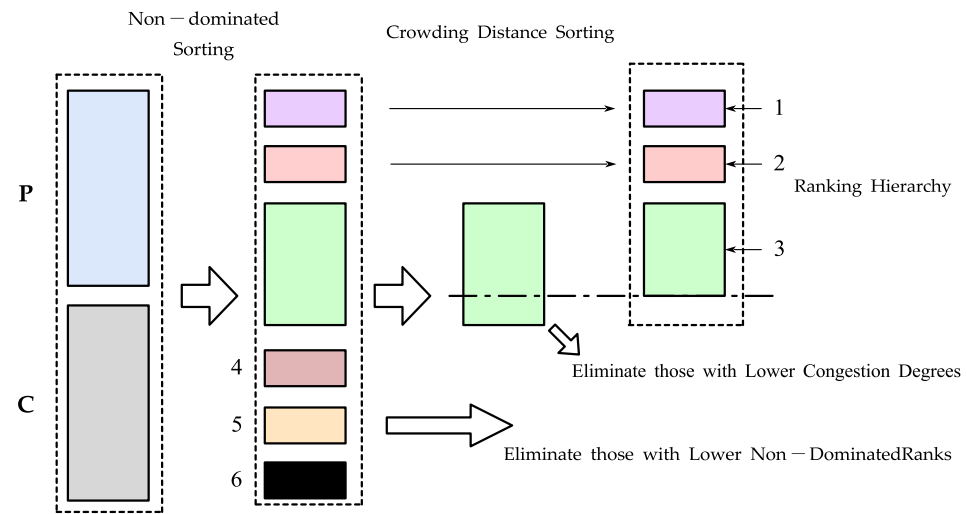 Non-dominated
Sorting
Crowding Distance Sorting
1
2
Ranking Hierarchy
P
3
4
Eliminate those with Lower Congestion Degrees
C
5
Eliminate those with Lower Non-DominatedRanks
6